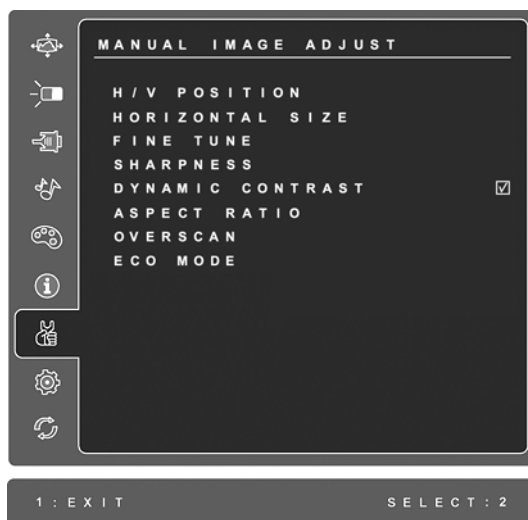 MANUAL IMAGE ADJUST
H/V POSITION
HORIZONTAL SIZE
FINE TUNE
SHARPNESS
DYNAMIC CONTRAST
ASPECT RATIO
OVERSCAN
ECO MODE
1:EXIT SELECT:2